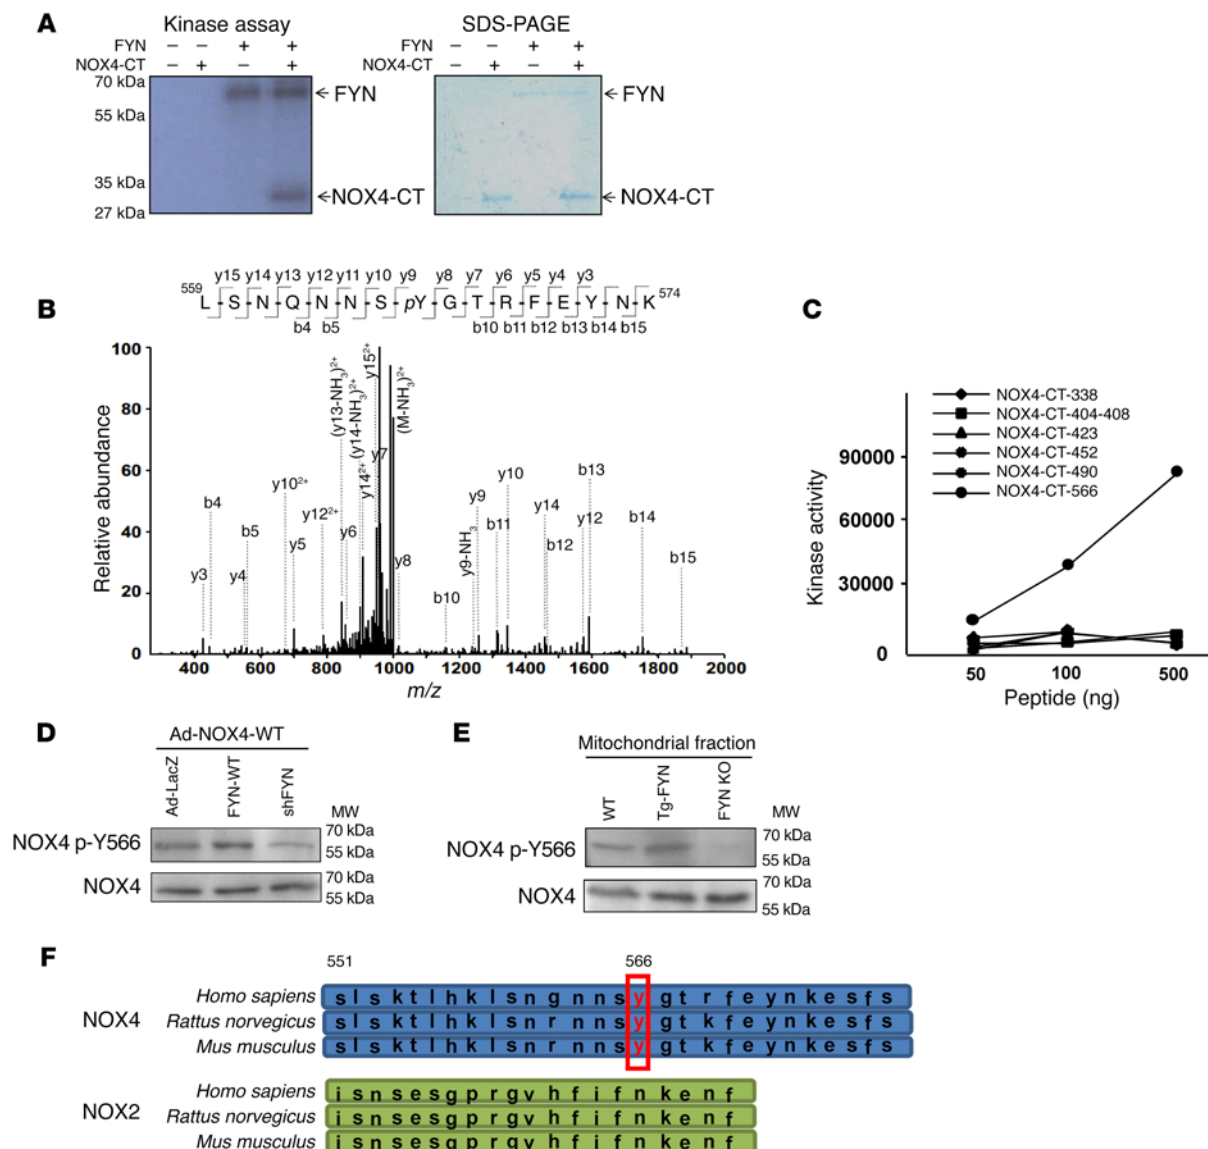 A
Kinase assay
SDS-PAGE
FYN – – + +
FYN – – + +
NOX4-CT – + – +
NOX4-CT – + – +
70 kDa
55 kDa
35 kDa
27 kDa
FYN
NOX4-CT
FYN
NOX4-CT
B
y15 y14 y13 y12 y11 y10 y9 y8 y7 y6 y5 y4 y3
559 L S N Q N N S pY G T R F E Y N K 574
b4 b5 b10 b11 b12 b13 b14 b15
Relative abundance
100
80
60
40
20
0
400 600 800 1000 1200 1400 1600 1800 2000
m/z
y3
b4
y4
b5
y10²⁺
y5
y12²⁺
(y13-NH₃)²⁺
y6
(y14-NH₃)²⁺
y14²⁺
y15²⁺
y7
(M-NH₃)²⁺
y8
b10
y9-NH₃
y9
b11
y10
y14
b12
y12
b13
b14
b15
C
NOX4-CT-338
NOX4-CT-404-408
NOX4-CT-423
NOX4-CT-452
NOX4-CT-490
NOX4-CT-566
Kinase activity
90000
60000
30000
0
50 100 500
Peptide (ng)
D
Ad-NOX4-WT
Ad-LacZ
FYN-WT
shFYN
MW
NOX4 p-Y566
70 kDa
55 kDa
NOX4
70 kDa
55 kDa
E
Mitochondrial fraction
WT
Tg-FYN
FYN KO
MW
NOX4 p-Y566
70 kDa
55 kDa
NOX4
70 kDa
55 kDa
F
551 566
NOX4
Homo sapiens s l s k t l h k l s n g n n s y g t r f e y n k e s f s
Rattus norvegicus s l s k t l h k l s n r n n s y g t k f e y n k e s f s
Mus musculus s l s k t l h k l s n r n n s y g t k f e y n k e s f s
NOX2
Homo sapiens i s n s e s g p r g v h f i f n k e n f
Rattus norvegicus i s n s e s g p r g v h f i f n k e n f
Mus musculus i s n s e s g p r g v h f i f n k e n f